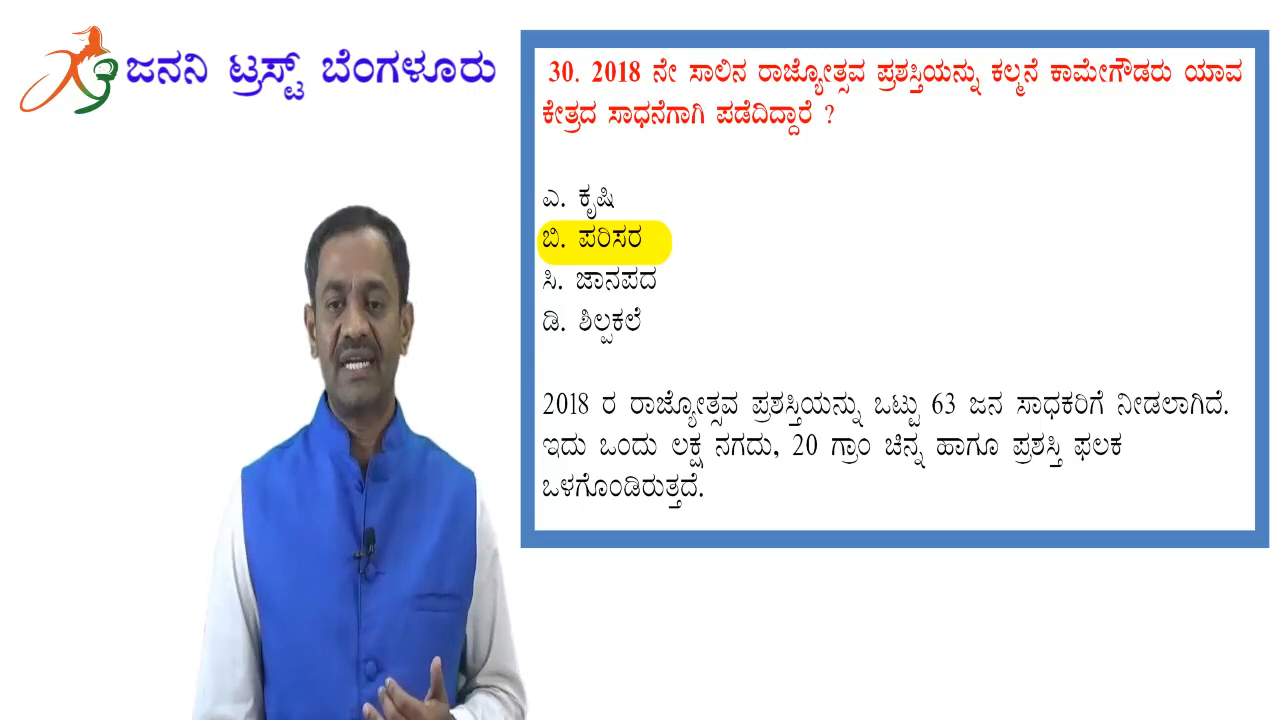 ಜನನಿ ಟ್ರಸ್ಟ್ ಬೆಂಗಳೂರು
30. 2018 ನೇ ಸಾಲಿನ ರಾಜ್ಯೋತ್ಸವ ಪ್ರಶಸ್ತಿಯನ್ನು ಕಲ್ಮನೆ ಕಾಮೇಗೌಡರು ಯಾವ
ಕೇತ್ರದ ಸಾಧನೆಗಾಗಿ ಪಡೆದಿದ್ದಾರೆ ?
ಎ. ಕೃಷಿ
ಬಿ. ಪರಿಸರ
ಸಿ. ಜಾನಪದ
ಡಿ. ಶಿಲ್ಪಕಲೆ
2018 ರ ರಾಜ್ಯೋತ್ಸವ ಪ್ರಶಸ್ತಿಯನ್ನು ಒಟ್ಟು 63 ಜನ ಸಾಧಕರಿಗೆ ನೀಡಲಾಗಿದೆ.
ಇದು ಒಂದು ಲಕ್ಷ ನಗದು, 20 ಗ್ರಾಂ ಚಿನ್ನ ಹಾಗೂ ಪ್ರಶಸ್ತಿ ಫಲಕ
ಒಳಗೊಂಡಿರುತ್ತದೆ.